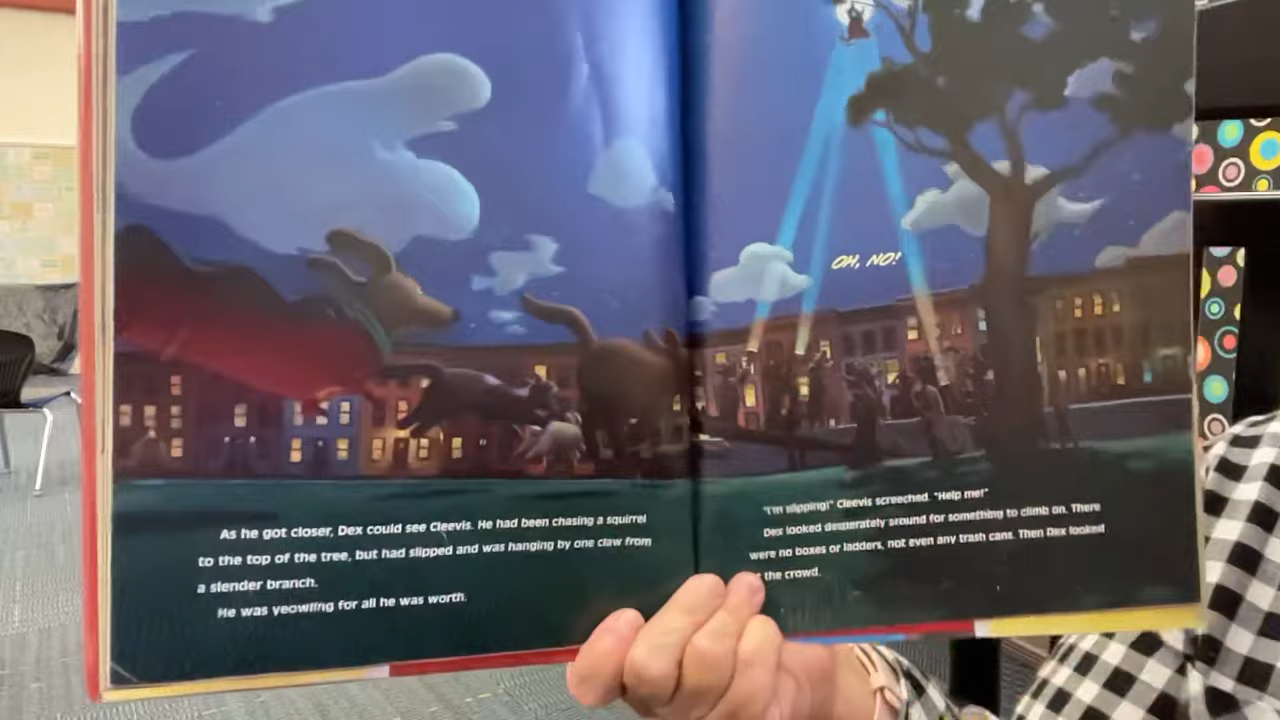 As he got closer, Dex could see Cleevis. He had been chasing a squirrel
to the top of the tree, but had slipped and was hanging by one claw from
a slender branch.
He was yeowling for all he was worth.
OH, NO!
"I'm slipping!" Cleevis screeched. "Help me!"
Dex looked desperately around for something to climb on. There
were no boxes or ladders, not even any trash cans. Then Dex looked
the crowd.